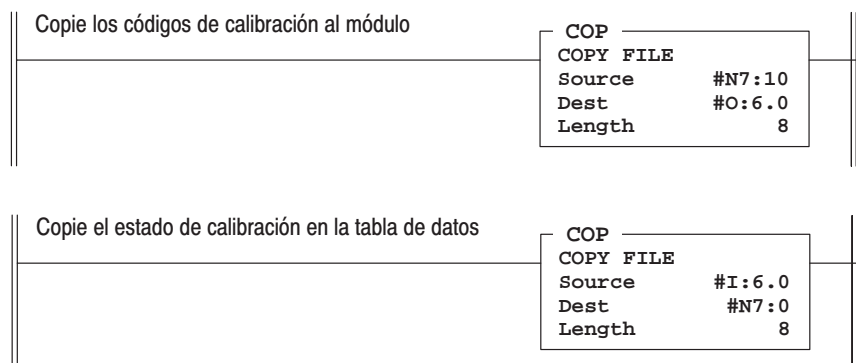 Copie los códigos de calibración al módulo
COP
COPY FILE
Source #N7:10
Dest #O:6.0
Length 8
Copie el estado de calibración en la tabla de datos
COP
COPY FILE
Source #I:6.0
Dest #N7:0
Length 8